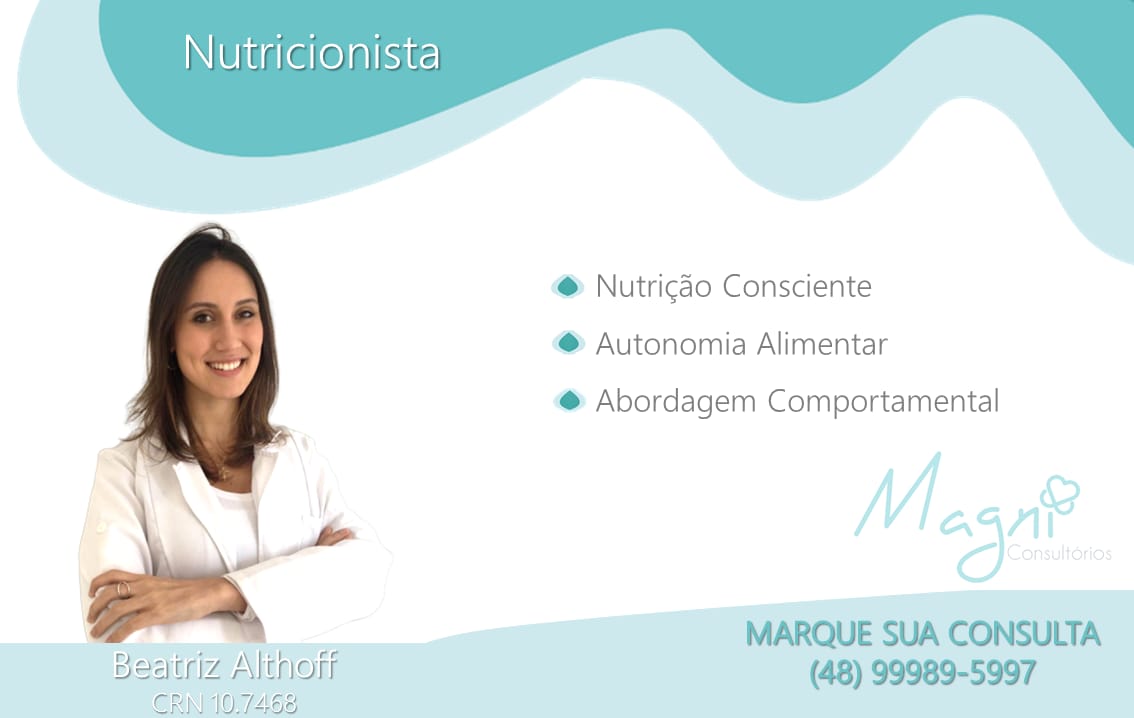 Nutricionista
Nutrição Consciente
Autonomia Alimentar
Abordagem Comportamental
Magni
Consultórios
MARQUE SUA CONSULTA
(48) 99989-5997
Beatriz Althoff
CRN 10.7468